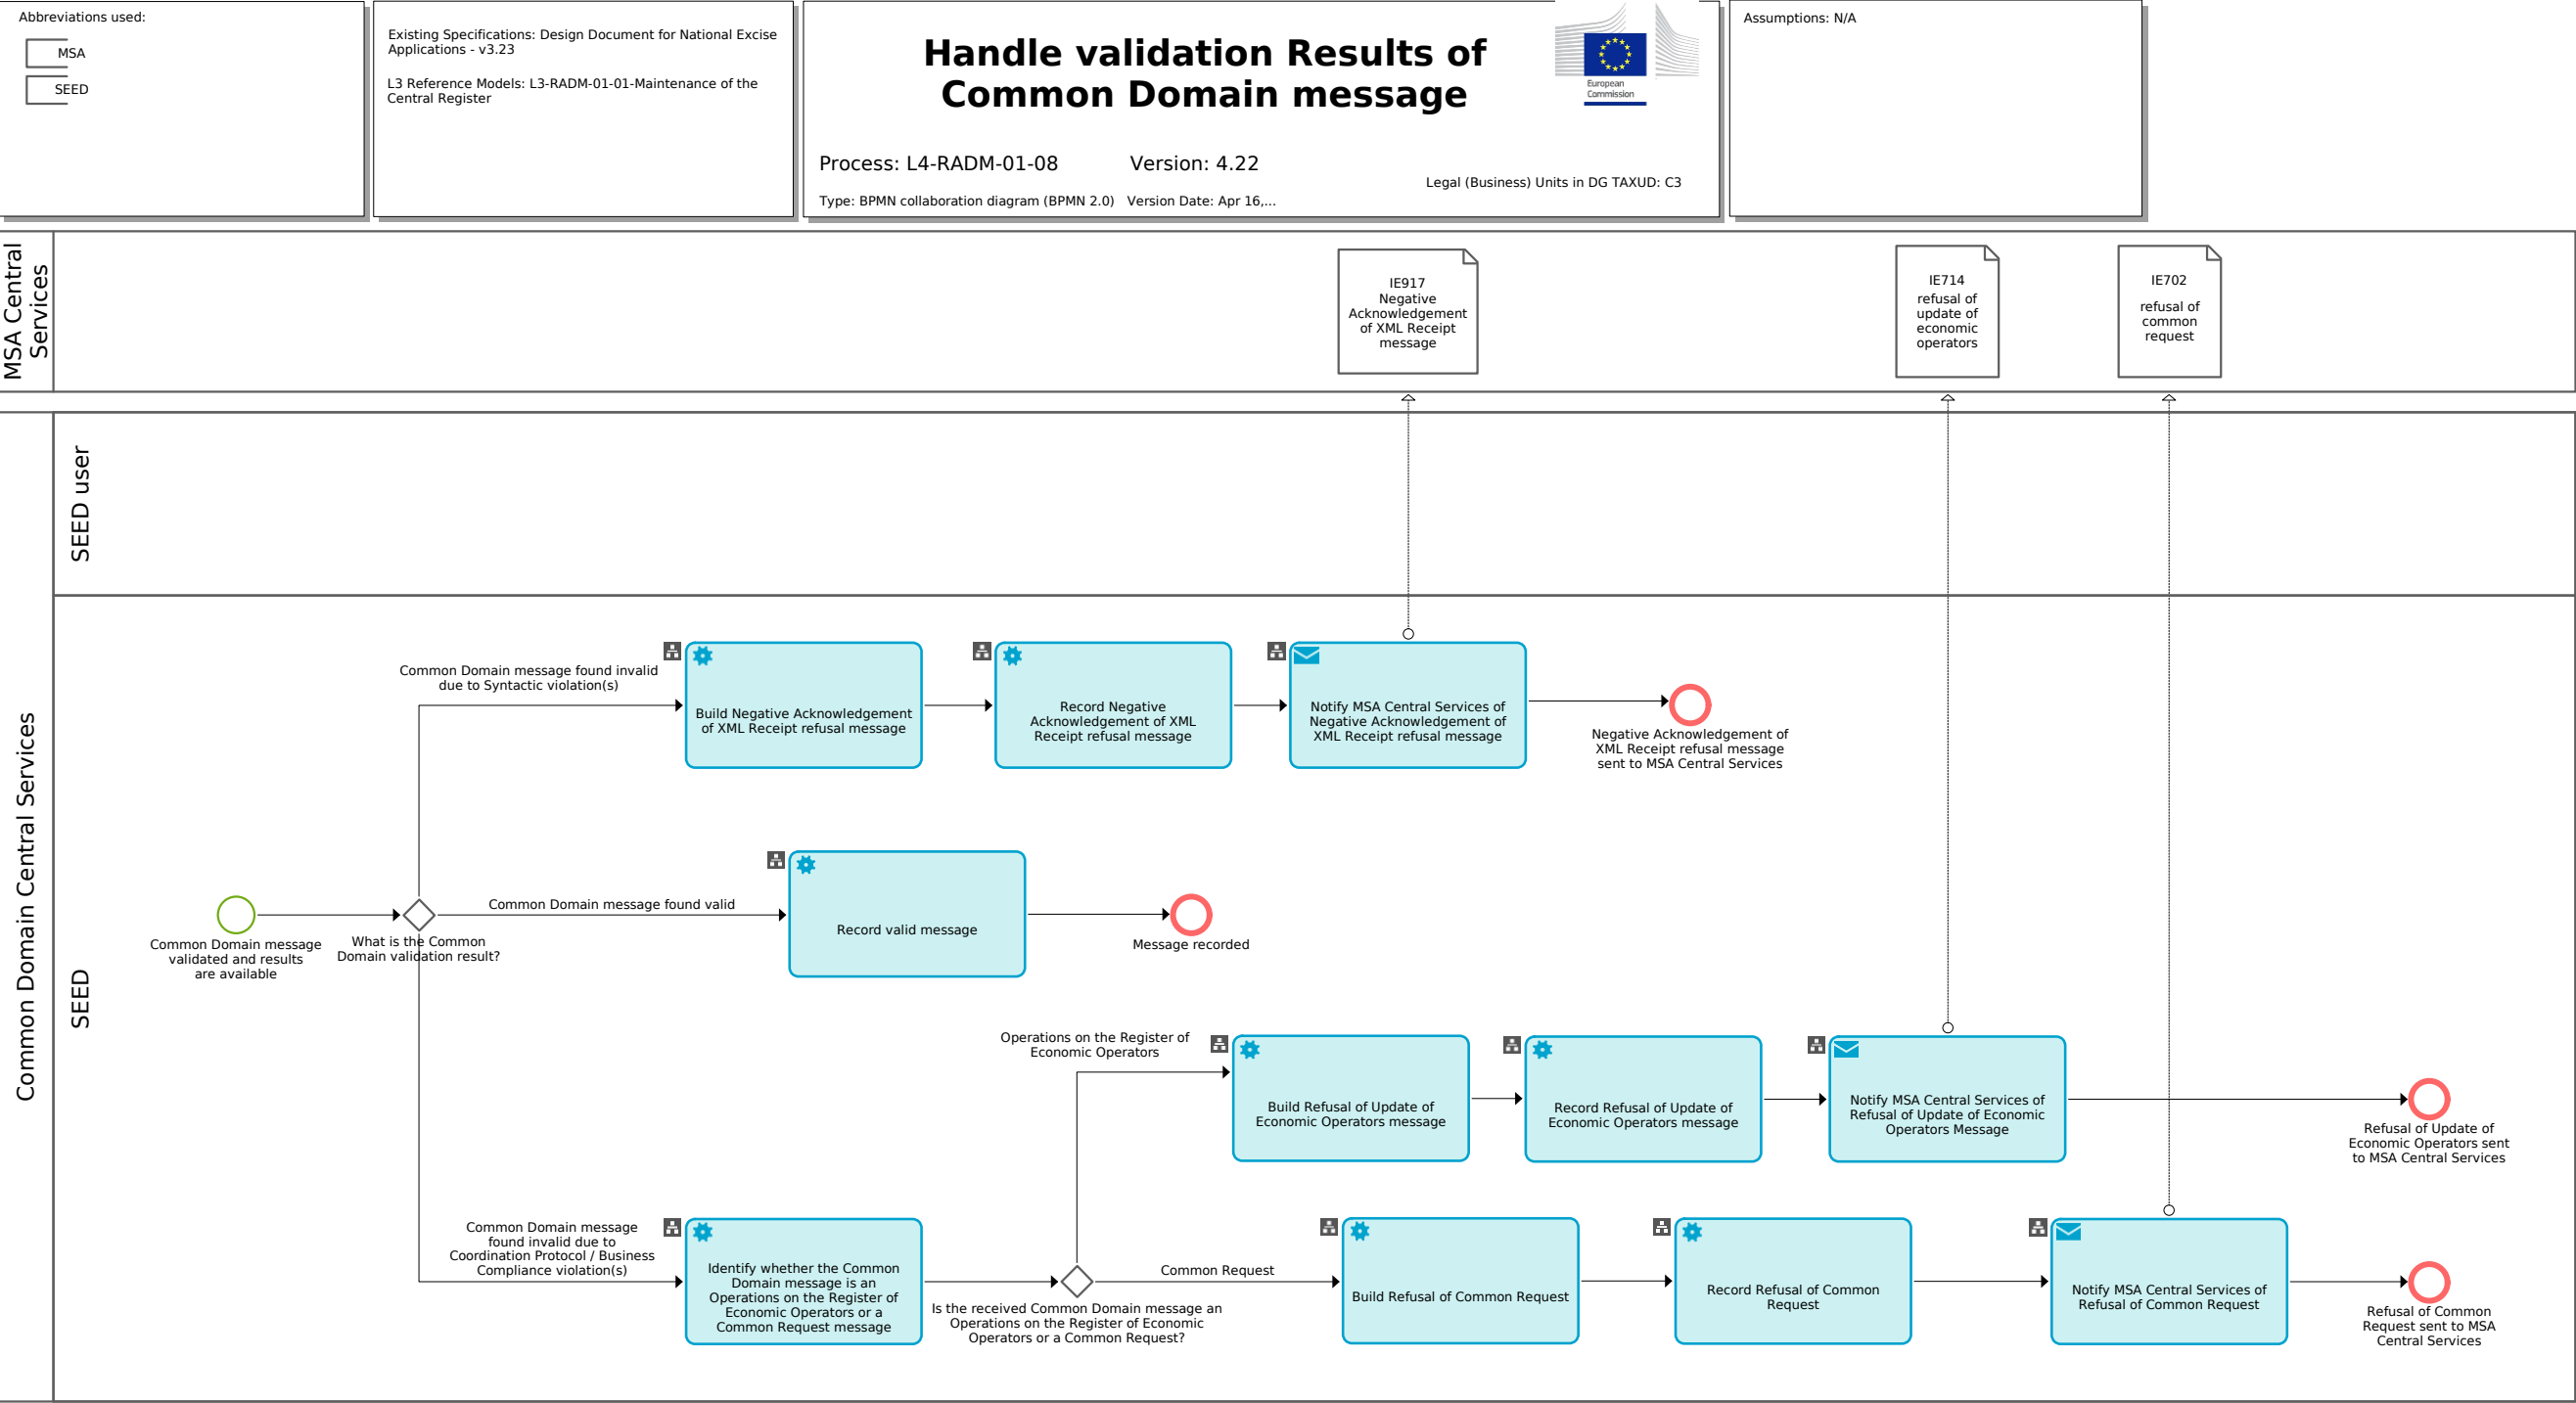 Abbreviations used:
MSA
SEED
Existing Specifications: Design Document for National Excise
Applications - v3.23
L3 Reference Models: L3-RADM-01-01-Maintenance of the
Central Register
Handle validation Results of
Common Domain message
European
Commission
Process: L4-RADM-01-08
Version: 4.22
Legal (Business) Units in DG TAXUD: C3
Type: BPMN collaboration diagram (BPMN 2.0)
Version Date: Apr 16,...
Assumptions: N/A
MSA Central
Services
IE917
Negative
Acknowledgement
of XML Receipt
message
IE714
refusal of
update of
economic
operators
IE702
refusal of
common
request
Common Domain Central Services
SEED user
SEED
Common Domain message found invalid
due to Syntactic violation(s)
Build Negative Acknowledgement
of XML Receipt refusal message
Record Negative
Acknowledgement of XML
Receipt refusal message
Notify MSA Central Services of
Negative Acknowledgement of
XML Receipt refusal message
Negative Acknowledgement of
XML Receipt refusal message
sent to MSA Central Services
Common Domain message
validated and results
are available
What is the Common
Domain validation result?
Common Domain message found valid
Record valid message
Message recorded
Operations on the Register of
Economic Operators
Build Refusal of Update of
Economic Operators message
Record Refusal of Update of
Economic Operators message
Notify MSA Central Services of
Refusal of Update of Economic
Operators Message
Refusal of Update of
Economic Operators sent
to MSA Central Services
Common Domain message
found invalid due to
Coordination Protocol / Business
Compliance violation(s)
Identify whether the Common
Domain message is an
Operations on the Register of
Economic Operators or a
Common Request message
Is the received Common Domain message an
Operations on the Register of Economic
Operators or a Common Request?
Common Request
Build Refusal of Common Request
Record Refusal of Common
Request
Notify MSA Central Services of
Refusal of Common Request
Refusal of Common
Request sent to MSA
Central Services